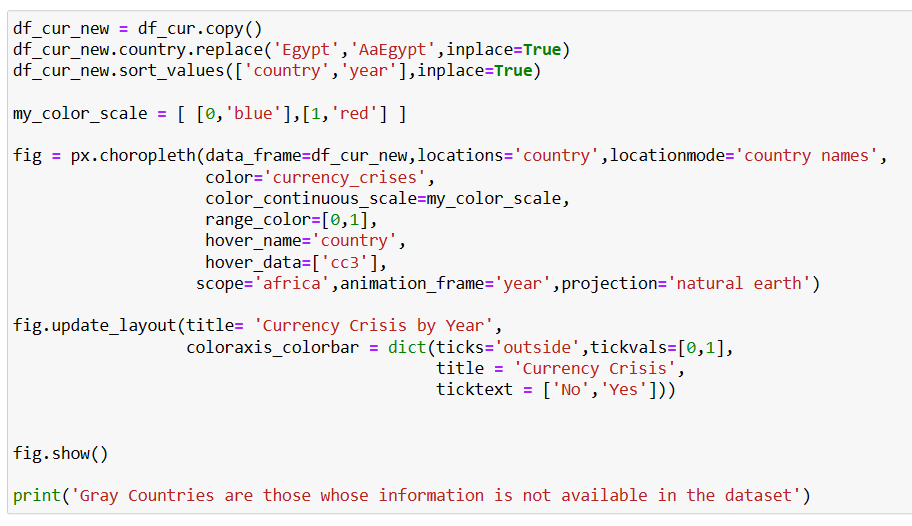 df_cur_new = df_cur.copy()
df_cur_new.country.replace('Egypt','AaEgypt',inplace=True)
df_cur_new.sort_values(['country','year'],inplace=True)
my_color_scale = [ [0,'blue'],[1,'red'] ]
fig = px.choropleth(data_frame=df_cur_new,locations='country',locationmode='country names',
color='currency_crises',
color_continuous_scale=my_color_scale,
range_color=[0,1],
hover_name='country',
hover_data=['cc3'],
scope='africa',animation_frame='year',projection='natural earth')
fig.update_layout(title= 'Currency Crisis by Year',
coloraxis_colorbar = dict(ticks='outside',tickvals=[0,1],
title = 'Currency Crisis',
ticktext = ['No','Yes']))
fig.show()
print('Gray Countries are those whose information is not available in the dataset')